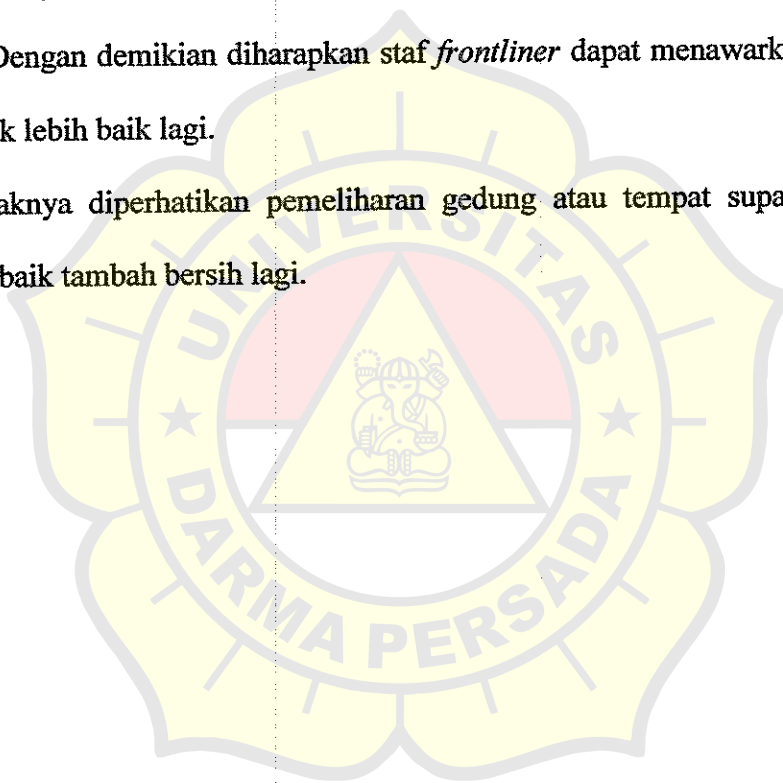 Dengan demikian diharapkan staf frontliner dapat menawark
k lebih baik lagi.
aknya diperhatikan pemeliharan gedung atau tempat supa
baik tambah bersih lagi.
UNIVERSITAS
DARMA PERSADA